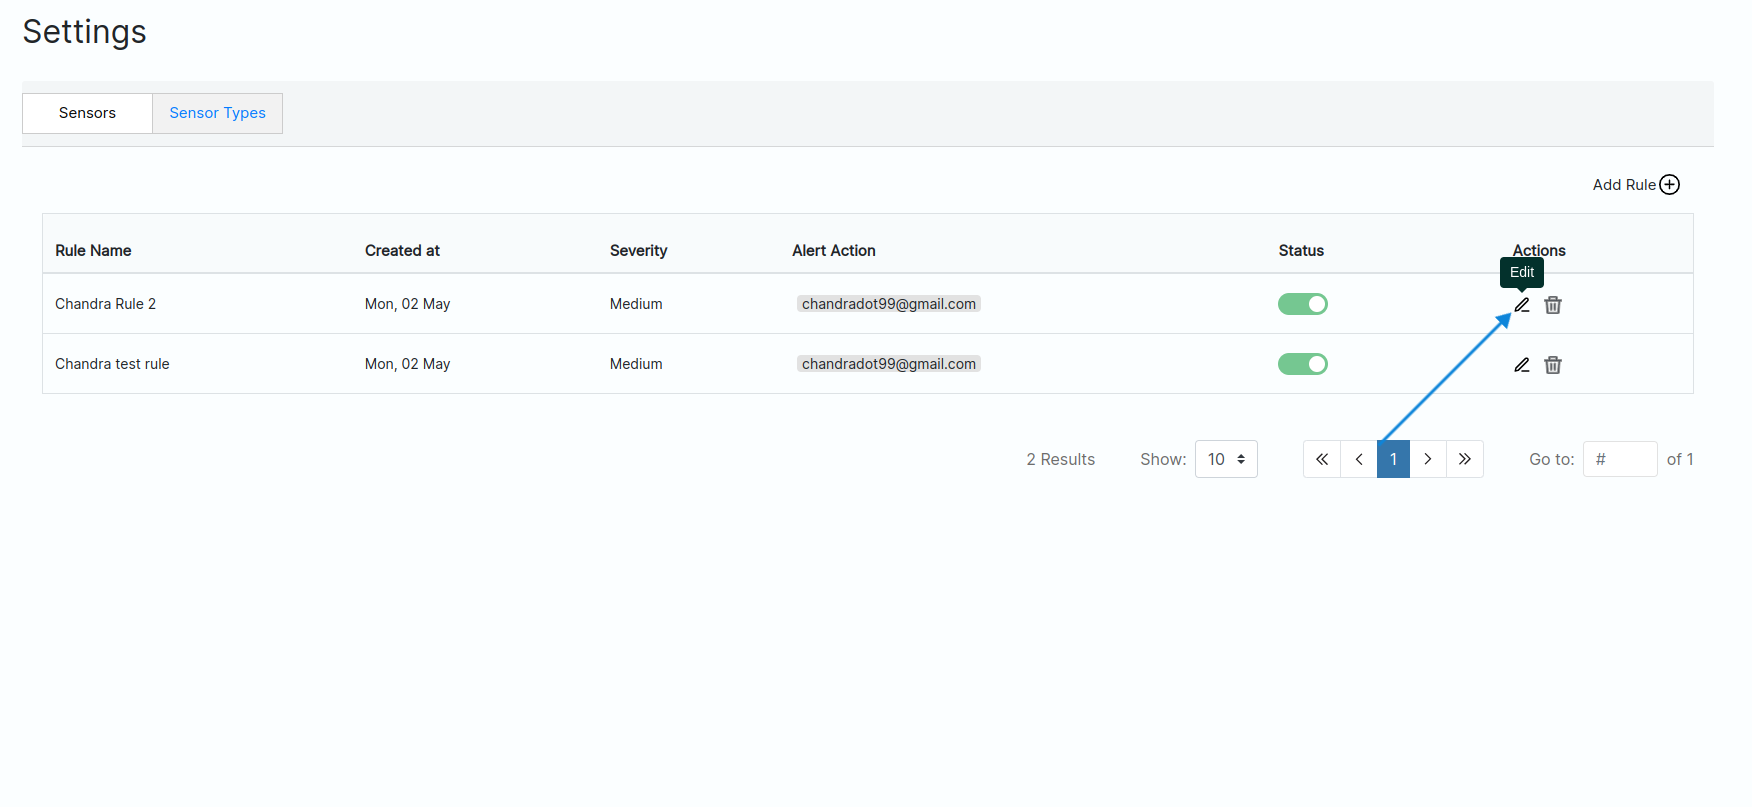 Settings
Sensors Sensor Types
Add Rule
Rule Name Created at Severity Alert Action Status Actions
Edit
Chandra Rule 2 Mon, 02 May Medium chandradot99@gmail.com
Chandra test rule Mon, 02 May Medium chandradot99@gmail.com
2 Results Show: 10 « ‹ 1 › » Go to: # of 1